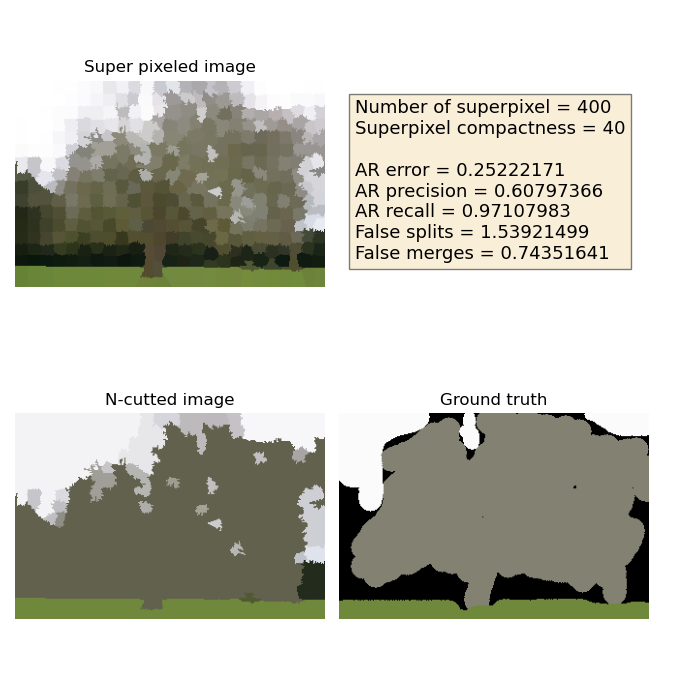 Super pixeled image
Number of superpixel = 400
Superpixel compactness = 40
AR error = 0.25222171
AR precision = 0.60797366
AR recall = 0.97107983
False splits = 1.53921499
False merges = 0.74351641
N-cutted image
Ground truth